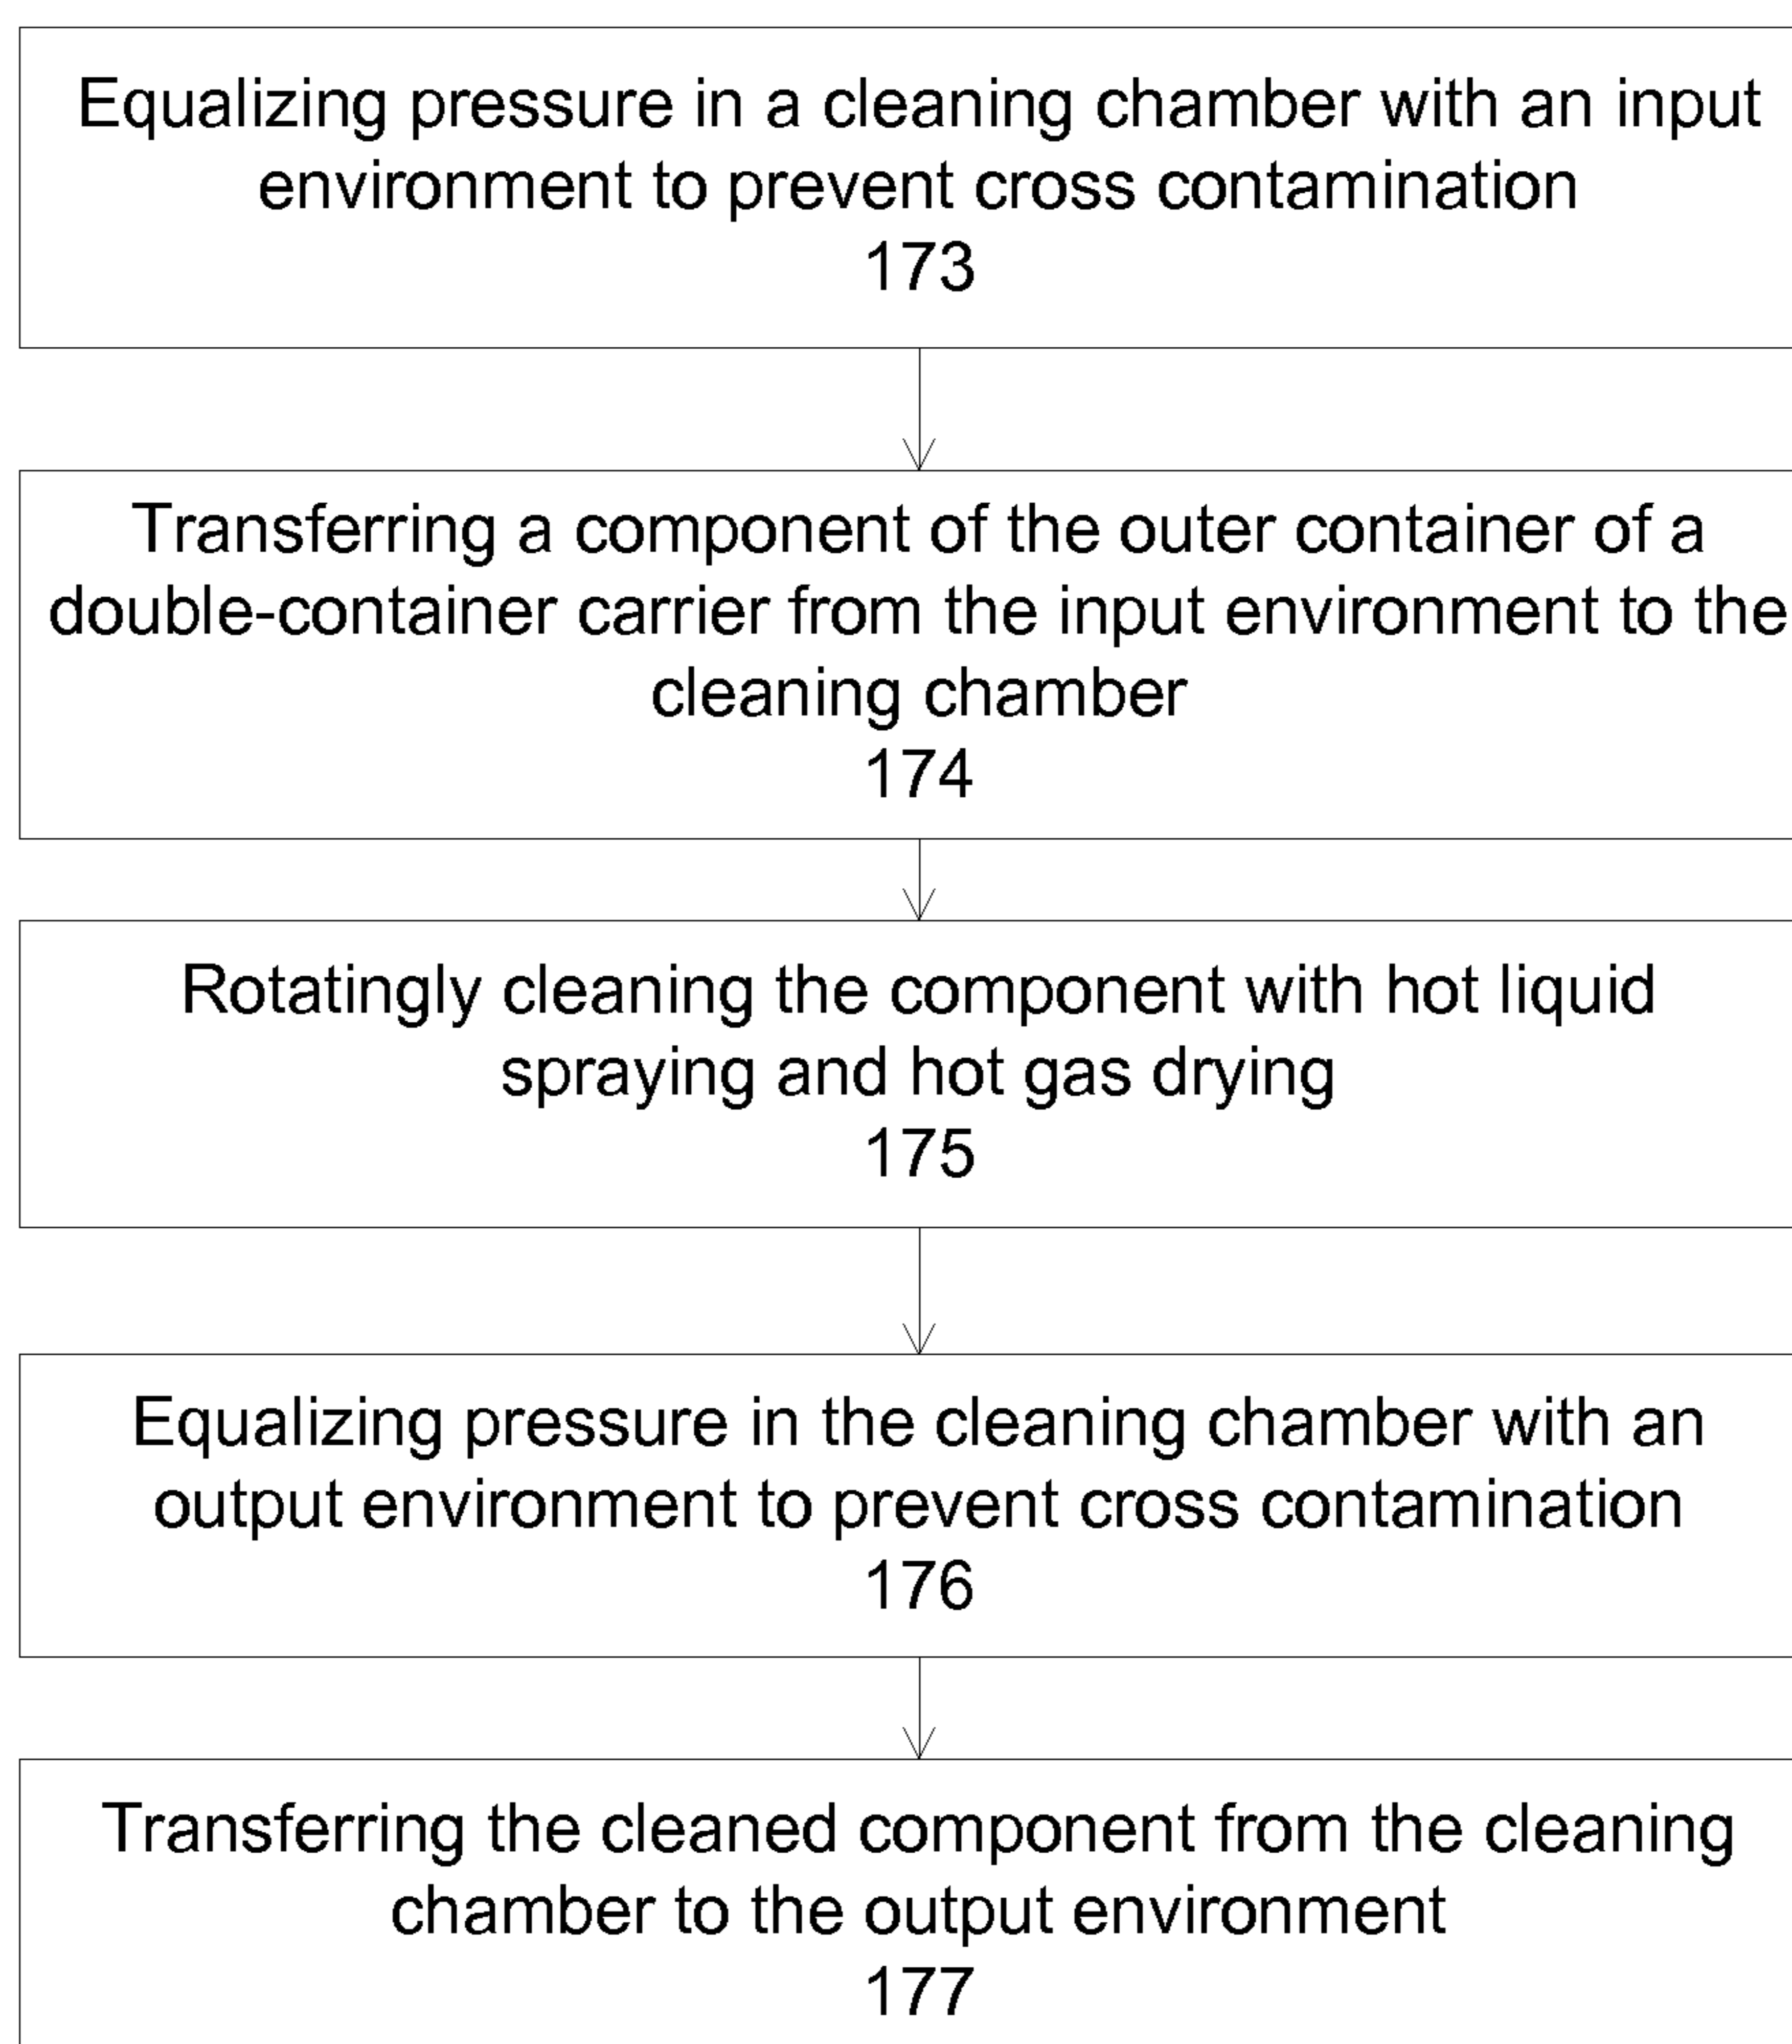 Equalizing pressure in a cleaning chamber with an input
environment to prevent cross contamination
173
Transferring a component of the outer container of a
double-container carrier from the input environment to the
cleaning chamber
174
Rotatingly cleaning the component with hot liquid
spraying and hot gas drying
175
Equalizing pressure in the cleaning chamber with an
output environment to prevent cross contamination
176
Transferring the cleaned component from the cleaning
chamber to the output environment
177